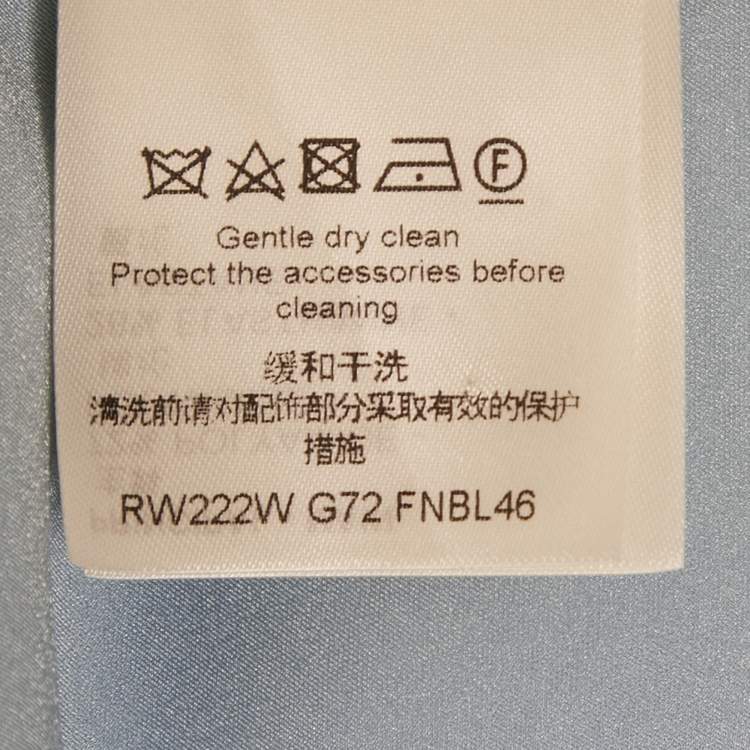 F
Gentle dry clean
Protect the accessories before
cleaning
缓和干洗
清洗前请对配饰部分采取有效的保护
措施
RW222W G72 FNBL46